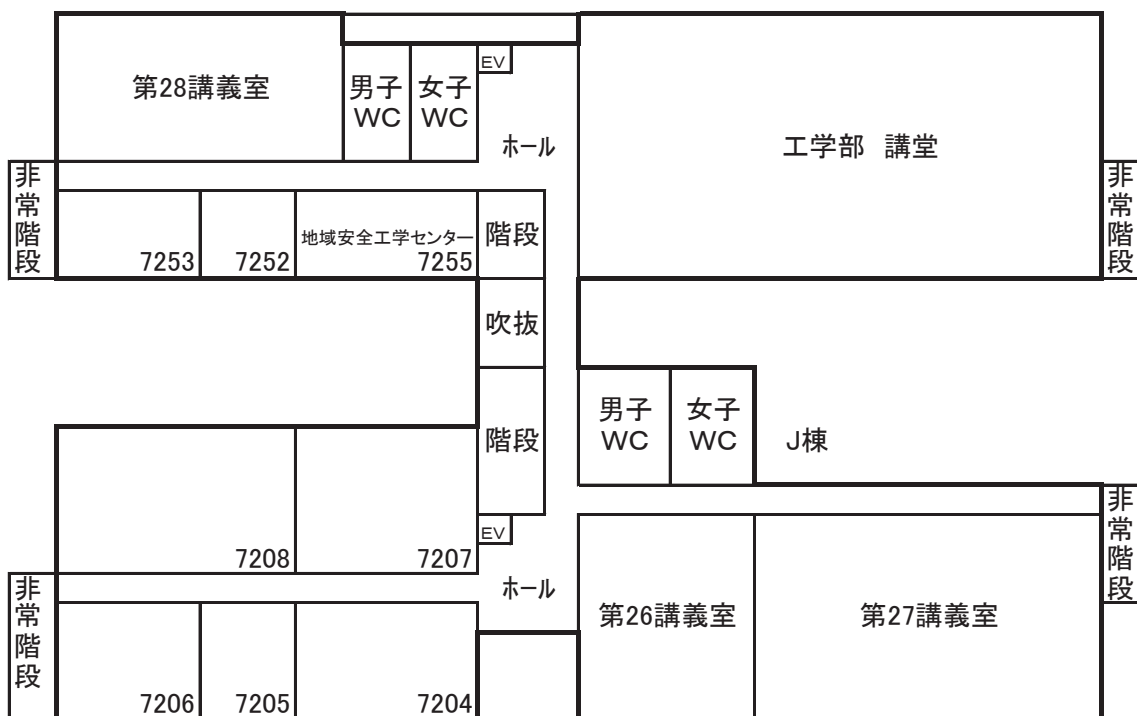 第28講義室
男子
WC
女子
WC
EV
ホール
工学部 講堂
非常階段
非常階段
7253
7252
地域安全工学センター
7255
階段
吹抜
階段
男子
WC
女子
WC
J棟
7208
7207
EV
ホール
非常階段
非常階段
第26講義室
第27講義室
7206
7205
7204